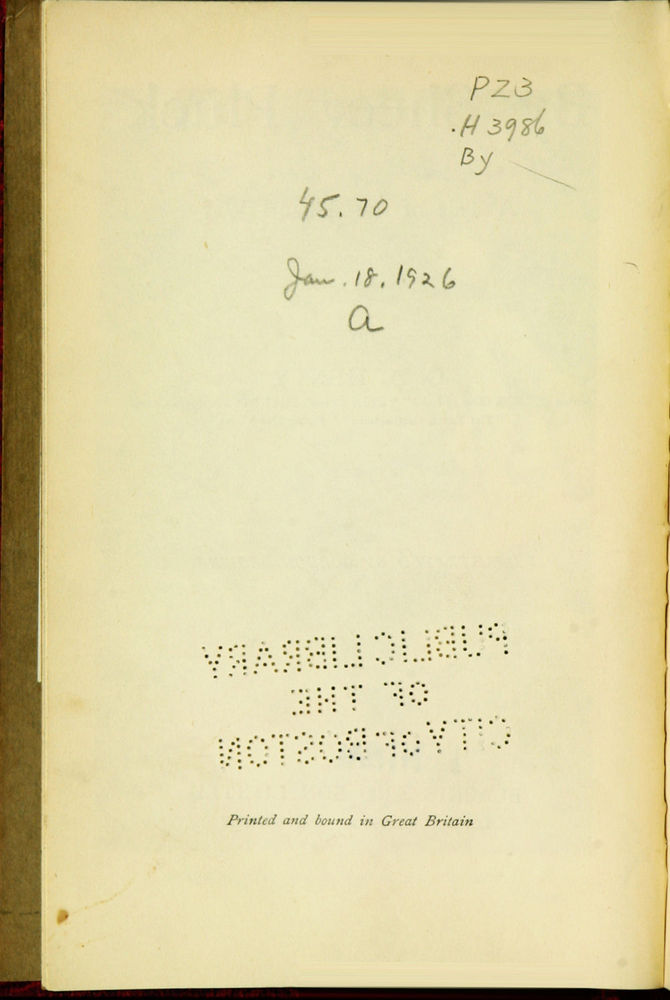 PZ3
.H3986
By
45.70
Jan. 18. 1926
a
PUBLIC LIBRARY
OF THE
CITY OF BOSTON
Printed and bound in Great Britain